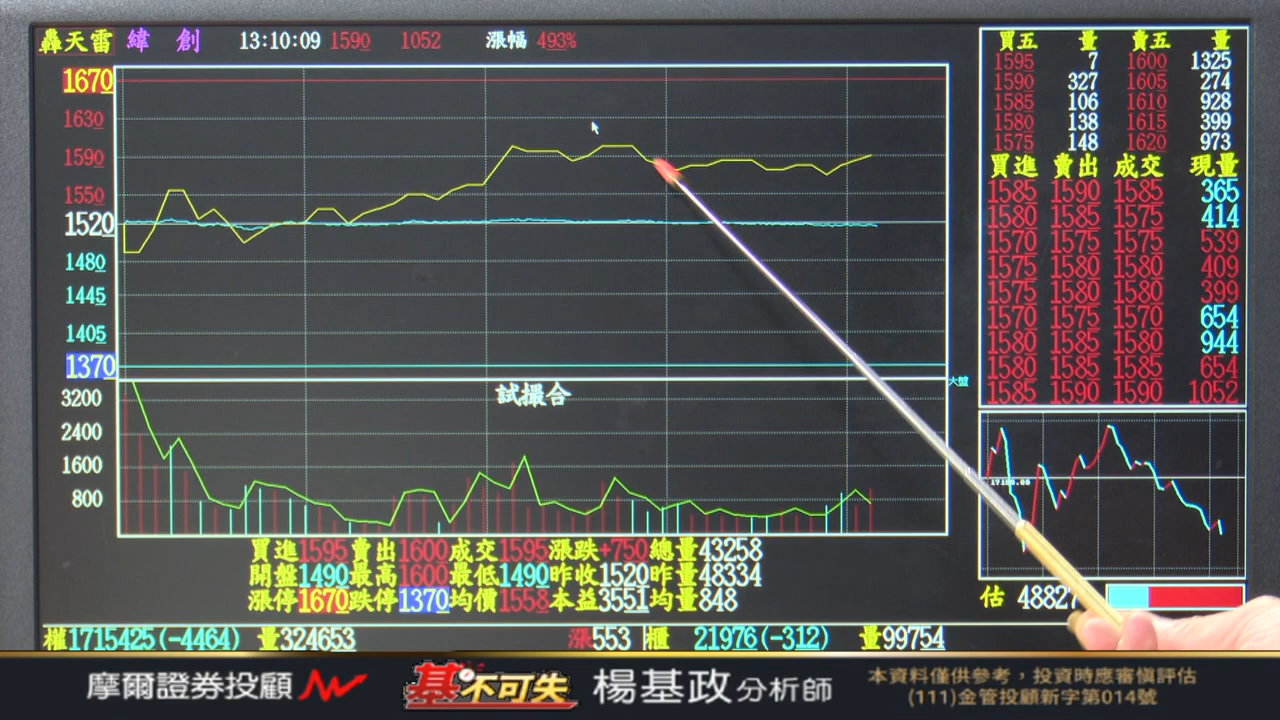 轟天雷 緯 創 13:10:09 1590 1052 漲幅 493%
1670
1630
1590
1550
1520
1480
1445
1405
1370
大盤
試撮合
3200
2400
1600
800
買五 量 賣五 量
1595 7 1600 1325
1590 327 1605 274
1585 106 1610 928
1580 138 1615 399
1575 148 1620 973
買進 賣出 成交 現量
1585 1590 1585 365
1580 1585 1575 414
1570 1575 1575 539
1575 1580 1580 409
1575 1580 1580 399
1570 1575 1570 654
1580 1585 1580 944
1580 1585 1585 654
1585 1590 1590 1052
買進1595賣出1600成交1595漲跌+750總量43258
開盤1490最高1600最低1490昨收1520昨量48334
漲停1670跌停1370均價1558本益3551均量848
估 48827
權1715425(-4464) 量324653 漲553 櫃 21976(-312) 量99754
摩爾證券投顧 基不可失 楊基政分析師
本資料僅供參考，投資時應審慎評估
(111)金管投顧新字第014號